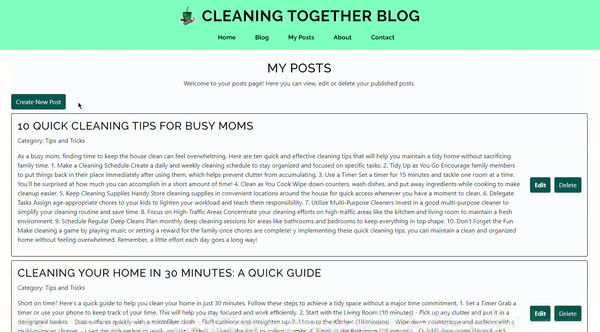 CLEANING TOGETHER BLOG
Home Blog My Posts About Contact
MY POSTS
Welcome to your posts page! Here you can view, edit or delete your published posts.
Create New Post
10 QUICK CLEANING TIPS FOR BUSY MOMS
Category: Tips and Tricks
As a busy mom, finding time to keep the house clean can feel overwhelming. Here are ten quick and effective cleaning tips that will help you maintain a tidy home without sacrificing
family time. 1. Make a Cleaning Schedule Create a daily and weekly cleaning schedule to stay organized and focused on specific tasks. 2. Tidy Up as You Go Encourage family members
to put things back in their place immediately after using them, which helps prevent clutter from accumulating. 3. Use a Timer Set a timer for 15 minutes and tackle one room at a time.
You'll be surprised at how much you can accomplish in a short amount of time! 4. Clean as You Cook Wipe down counters, wash dishes, and put away ingredients while cooking to make
cleanup easier. 5. Keep Cleaning Supplies Handy Store cleaning supplies in convenient locations around the house for quick access whenever you have a moment to clean. 6. Delegate
Tasks Assign age-appropriate chores to your kids to lighten your workload and teach them responsibility. 7. Utilize Multi-Purpose Cleaners Invest in a good multi-purpose cleaner to
simplify your cleaning routine and save time. 8. Focus on High-Traffic Areas Concentrate your cleaning efforts on high-traffic areas like the kitchen and living room to maintain a fresh
environment. 9. Schedule Regular Deep Cleans Plan monthly deep cleaning sessions for areas like bathrooms and bedrooms to keep everything in top shape. 10. Don't Forget the Fun
Make cleaning a game by playing music or setting a reward for the family once chores are complete! y implementing these quick cleaning tips, you can maintain a clean and organized
home without feeling overwhelmed. Remember, a little effort each day goes a long way!
Edit Delete
CLEANING YOUR HOME IN 30 MINUTES: A QUICK GUIDE
Category: Tips and Tricks
Short on time? Here's a quick guide to help you clean your home in just 30 minutes. Follow these steps to achieve a tidy space without a major time commitment. 1. Set a Timer Grab a
timer or use your phone to keep track of your time. This will help you stay focused and work efficiently. 2. Start with the Living Room (10 minutes) - Pick up any clutter and put it in a
designated basket. - Dust surfaces quickly with a microfiber cloth. - Fluff cushions and straighten up. 3. Move to the Kitchen (10 minutes) - Wipe down countertops and
Edit Delete